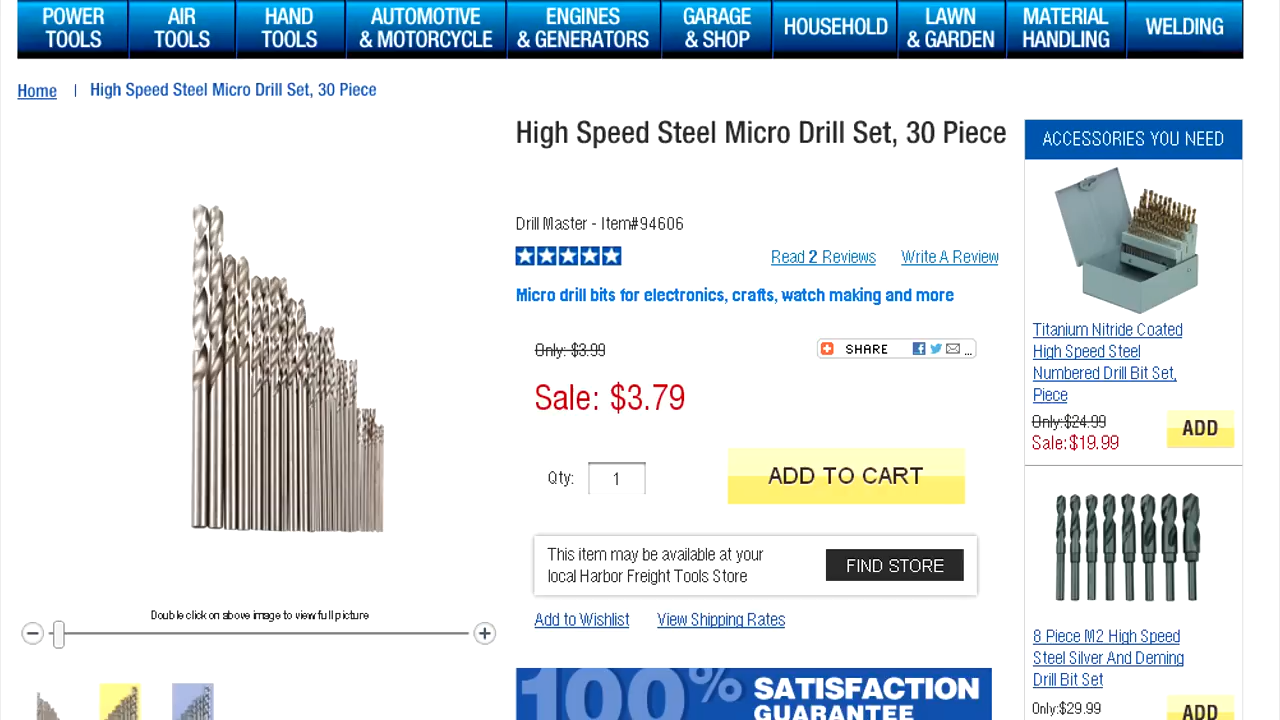 POWER TOOLS
AIR TOOLS
HAND TOOLS
AUTOMOTIVE & MOTORCYCLE
ENGINES & GENERATORS
GARAGE & SHOP
HOUSEHOLD
LAWN & GARDEN
MATERIAL HANDLING
WELDING
Home | High Speed Steel Micro Drill Set, 30 Piece
High Speed Steel Micro Drill Set, 30 Piece
Drill Master - Item#94606
Read 2 Reviews
Write A Review
Micro drill bits for electronics, crafts, watch making and more
Only: $3.99
SHARE ...
Sale: $3.79
Qty: 1
ADD TO CART
This item may be available at your
local Harbor Freight Tools Store
FIND STORE
Add to Wishlist
View Shipping Rates
Double click on above image to view full picture
100% SATISFACTION
GUARANTEE
ACCESSORIES YOU NEED
Titanium Nitride Coated
High Speed Steel
Numbered Drill Bit Set,
Piece
Only:$24.99
Sale:$19.99
ADD
8 Piece M2 High Speed
Steel Silver And Deming
Drill Bit Set
Only:$29.99
ADD